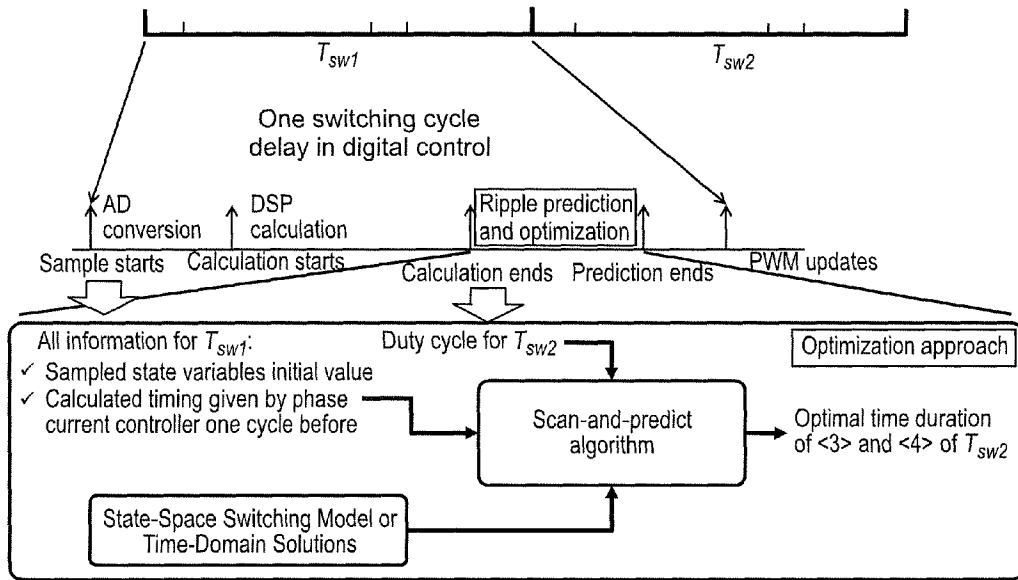 T_sw1
T_sw2
One switching cycle
delay in digital control
AD
conversion
DSP
calculation
Ripple prediction
and optimization
Sample starts
Calculation starts
Calculation ends
Prediction ends
PWM updates
All information for T_sw1:
✓ Sampled state variables initial value
✓ Calculated timing given by phase
current controller one cycle before
Duty cycle for T_sw2
Optimization approach
Scan-and-predict
algorithm
Optimal time duration
of <3> and <4> of T_sw2
State-Space Switching Model or
Time-Domain Solutions